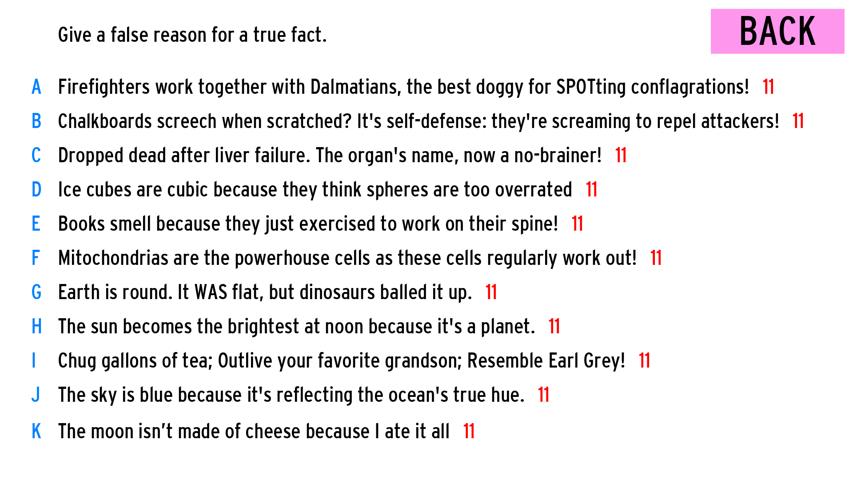 Give a false reason for a true fact.
BACK
A Firefighters work together with Dalmatians, the best doggy for SPOTting conflagrations! 11
B Chalkboards screech when scratched? It's self-defense: they're screaming to repel attackers! 11
C Dropped dead after liver failure. The organ's name, now a no-brainer! 11
D Ice cubes are cubic because they think spheres are too overrated 11
E Books smell because they just exercised to work on their spine! 11
F Mitochondrias are the powerhouse cells as these cells regularly work out! 11
G Earth is round. It WAS flat, but dinosaurs balled it up. 11
H The sun becomes the brightest at noon because it's a planet. 11
I Chug gallons of tea; Outlive your favorite grandson; Resemble Earl Grey! 11
J The sky is blue because it's reflecting the ocean's true hue. 11
K The moon isn’t made of cheese because I ate it all 11